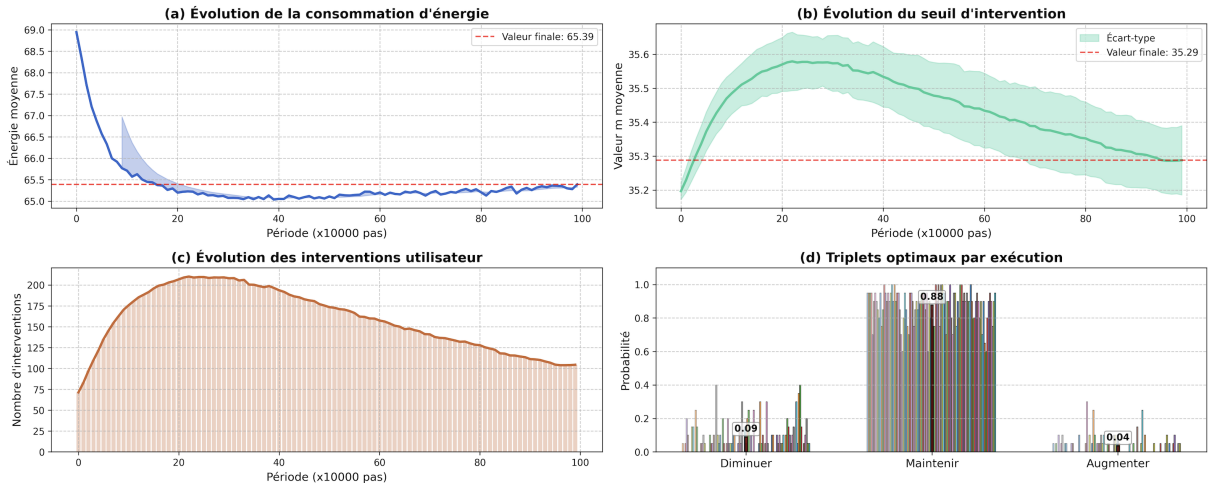 (a) Évolution de la consommation d'énergie
69.0
68.5
68.0
67.5
67.0
66.5
66.0
65.5
65.0
Énergie moyenne
Valeur finale: 65.39
0
20
40
60
80
100
Période (x10000 pas)
(b) Évolution du seuil d'intervention
35.6
35.5
35.4
35.3
35.2
Valeur m moyenne
Écart-type
Valeur finale: 35.29
0
20
40
60
80
100
Période (x10000 pas)
(c) Évolution des interventions utilisateur
200
175
150
125
100
75
50
25
0
Nombre d'interventions
0
20
40
60
80
100
Période (x10000 pas)
(d) Triplets optimaux par exécution
1.0
0.8
0.6
0.4
0.2
0.0
Probabilité
0.09
0.88
0.04
Diminuer
Maintenir
Augmenter